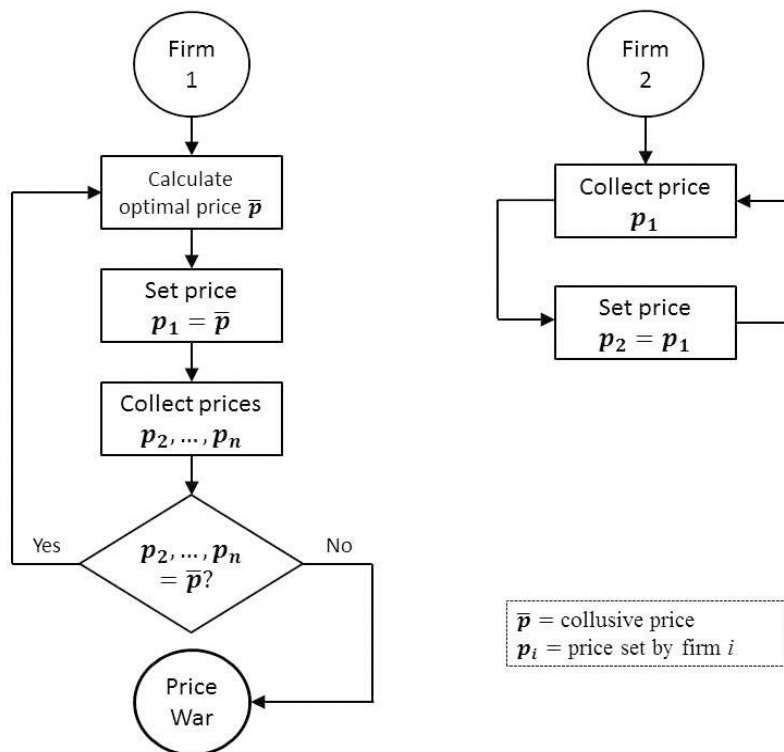 Firm
1
Calculate
optimal price p̅
Set price
p₁ = p̅
Collect prices
p₂, ..., pₙ
Yes
p₂, ..., pₙ
= p̅?
No
Price
War
Firm
2
Collect price
p₁
Set price
p₂ = p₁
p̅ = collusive price
pᵢ = price set by firm i